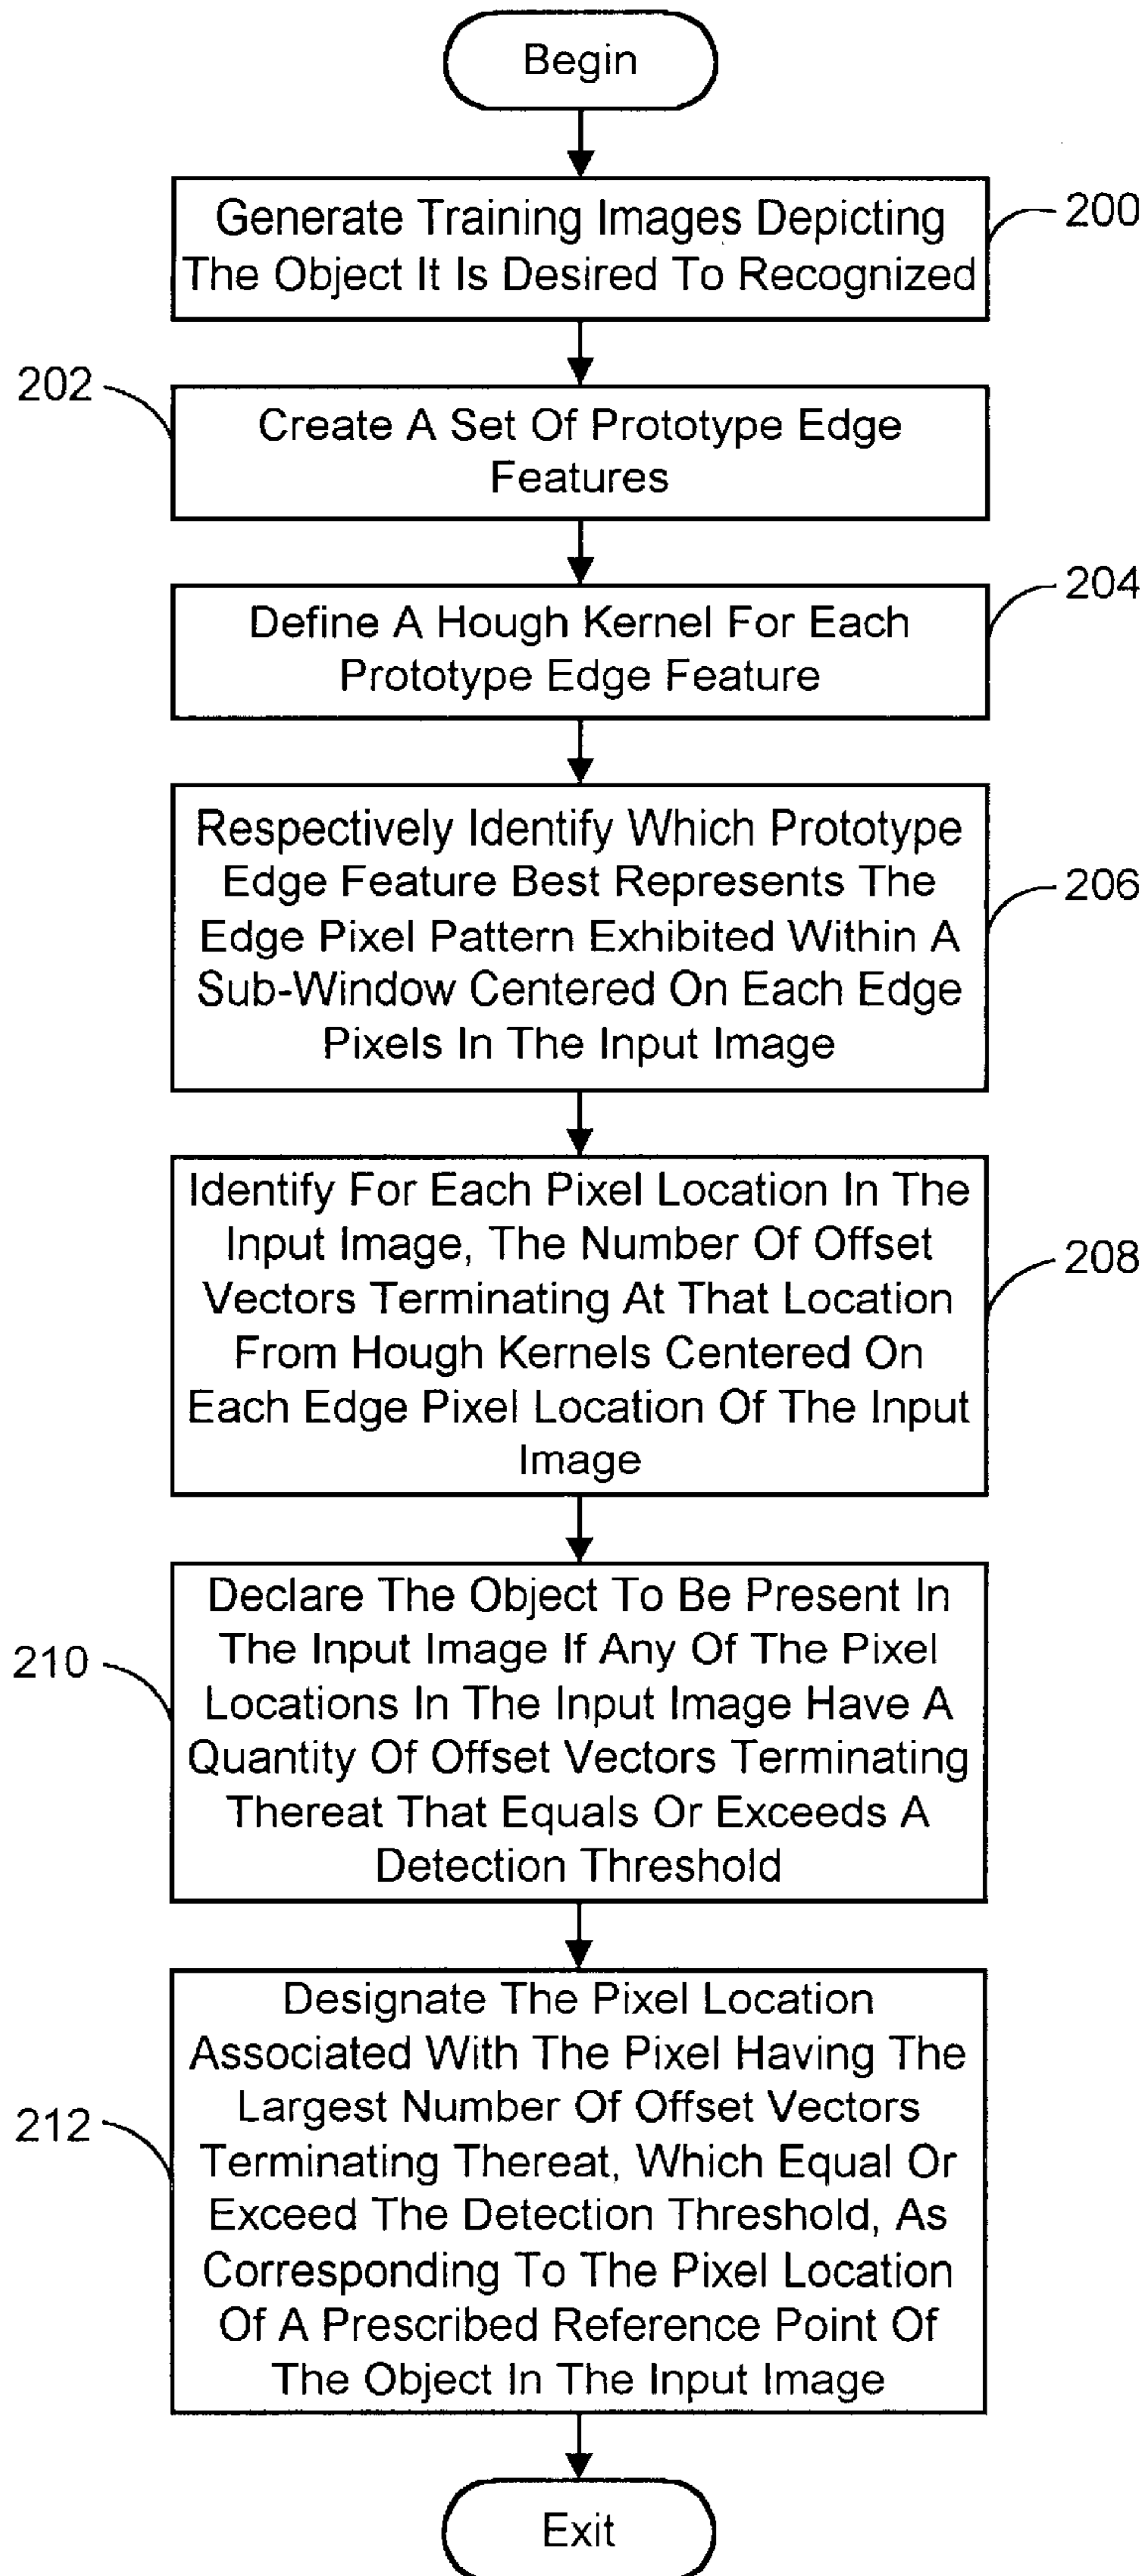 Begin
Generate Training Images Depicting
The Object It Is Desired To Recognized
200
202
Create A Set Of Prototype Edge
Features
204
Define A Hough Kernel For Each
Prototype Edge Feature
Respectively Identify Which Prototype
Edge Feature Best Represents The
Edge Pixel Pattern Exhibited Within A
Sub-Window Centered On Each Edge
Pixels In The Input Image
206
Identify For Each Pixel Location In The
Input Image, The Number Of Offset
Vectors Terminating At That Location
From Hough Kernels Centered On
Each Edge Pixel Location Of The Input
Image
208
Declare The Object To Be Present In
The Input Image If Any Of The Pixel
Locations In The Input Image Have A
Quantity Of Offset Vectors Terminating
Thereat That Equals Or Exceeds A
Detection Threshold
210
Designate The Pixel Location
Associated With The Pixel Having The
Largest Number Of Offset Vectors
Terminating Thereat, Which Equal Or
Exceed The Detection Threshold, As
Corresponding To The Pixel Location
Of A Prescribed Reference Point Of
The Object In The Input Image
212
Exit